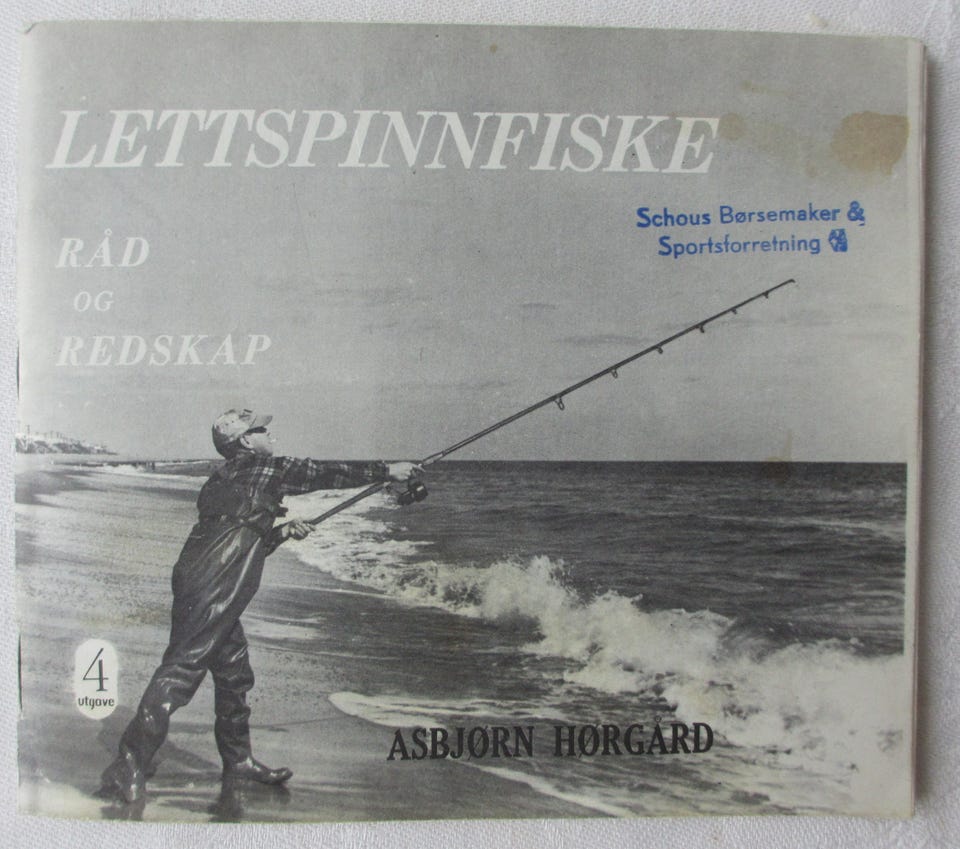 LETTSPINNFISKE
Schous Børsemaker &
Sportsforretning
RÅD
OG
REDSKAP
4
utgave
ASBJØRN HØRGÅRD